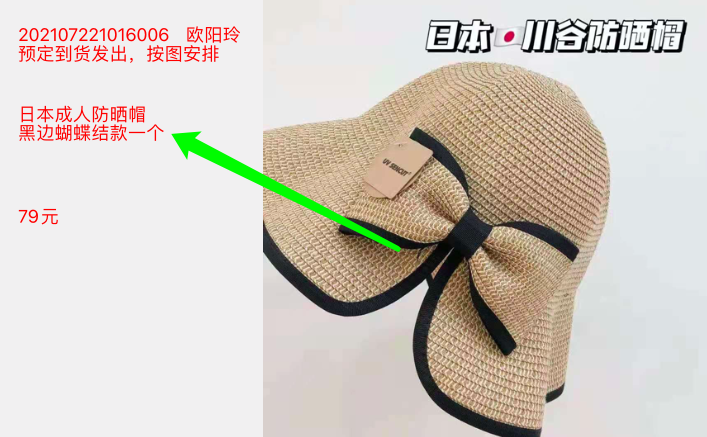 202107221016006 欧阳玲
预定到货发出，按图安排
日本成人防晒帽
黑边蝴蝶结款一个
79元
日本🇯🇵川谷防晒帽
UV SENCUT